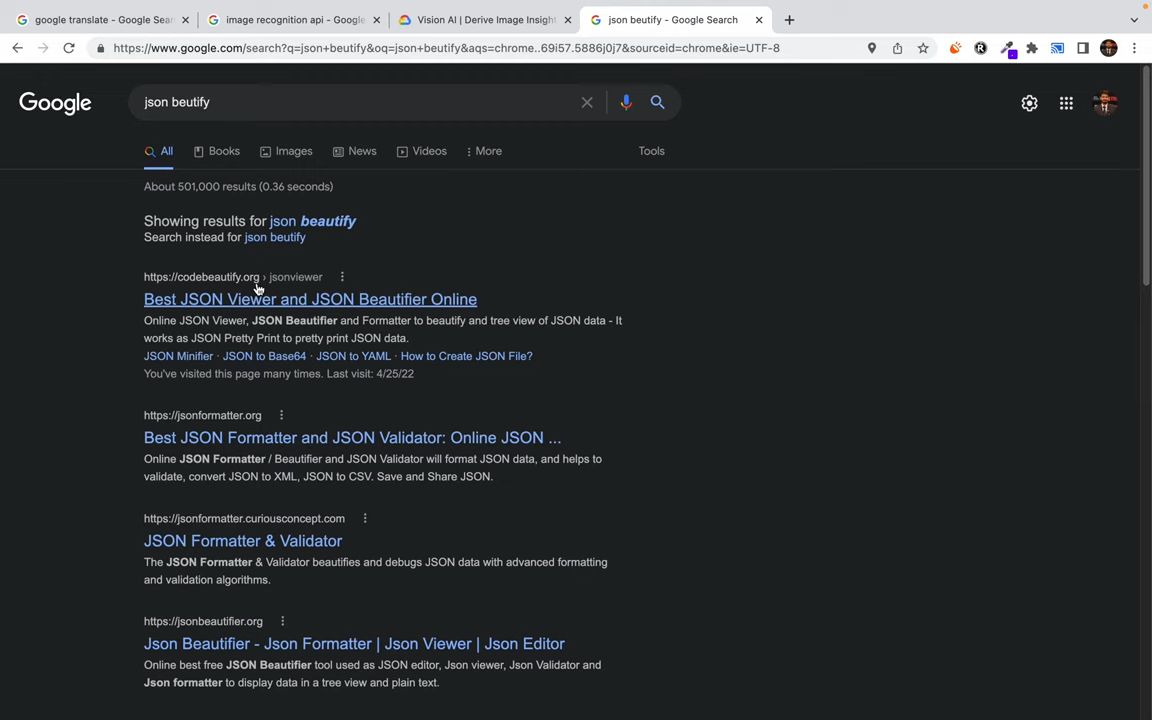 google translate - Google Sear
image recognition api - Google
Vision AI | Derive Image Insight
json beutify - Google Search
https://www.google.com/search?q=json+beutify&oq=json+beutify&aqs=chrome..69i57.5886j0j7&sourceid=chrome&ie=UTF-8
Google
json beutify
All
Books
Images
News
Videos
More
Tools
About 501,000 results (0.36 seconds)
Showing results for json beautify
Search instead for json beutify
https://codebeautify.org › jsonviewer
Best JSON Viewer and JSON Beautifier Online
Online JSON Viewer, JSON Beautifier and Formatter to beautify and tree view of JSON data - It
works as JSON Pretty Print to pretty print JSON data.
JSON Minifier · JSON to Base64 · JSON to YAML · How to Create JSON File?
You've visited this page many times. Last visit: 4/25/22
https://jsonformatter.org
Best JSON Formatter and JSON Validator: Online JSON ...
Online JSON Formatter / Beautifier and JSON Validator will format JSON data, and helps to
validate, convert JSON to XML, JSON to CSV. Save and Share JSON.
https://jsonformatter.curiousconcept.com
JSON Formatter & Validator
The JSON Formatter & Validator beautifies and debugs JSON data with advanced formatting
and validation algorithms.
https://jsonbeautifier.org
Json Beautifier - Json Formatter | Json Viewer | Json Editor
Online best free JSON Beautifier tool used as JSON editor, Json viewer, Json Validator and
Json formatter to display data in a tree view and plain text.